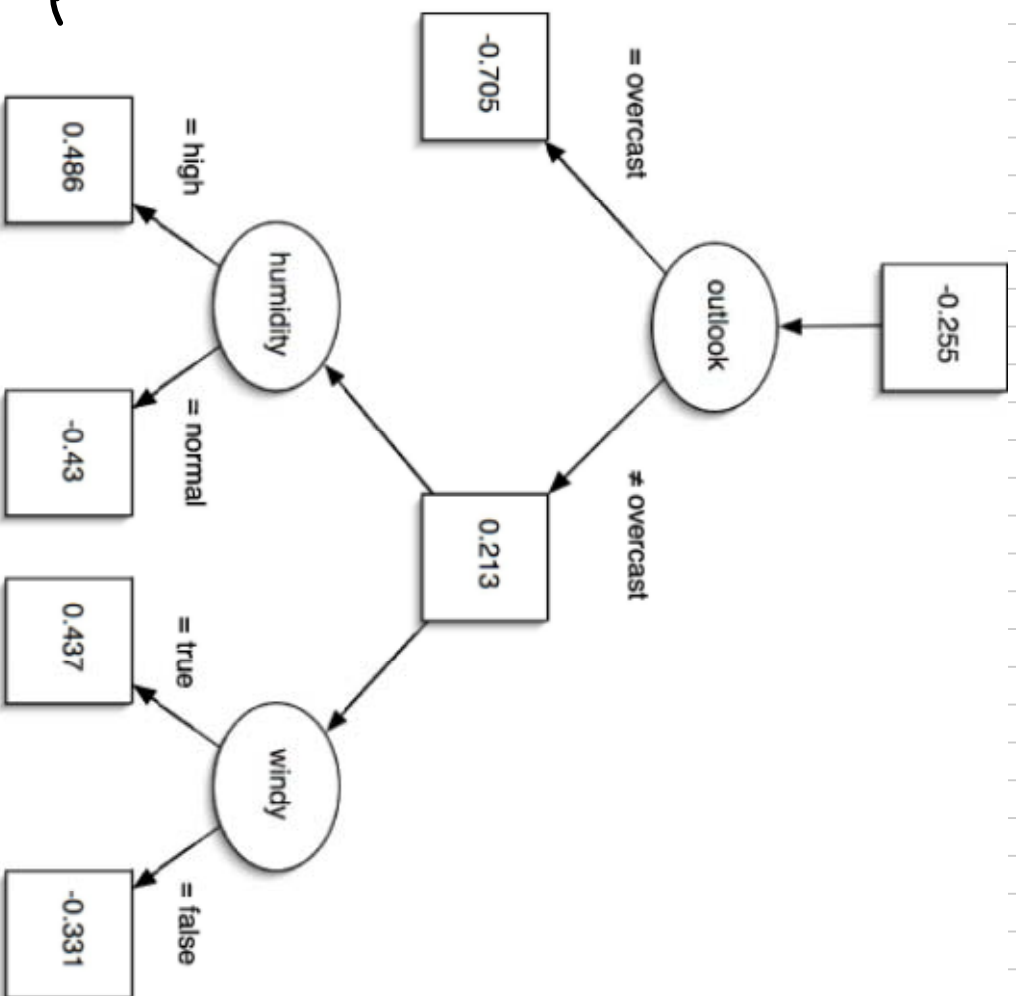 -0.255
outlook
= overcast
≠ overcast
-0.705
0.213
humidity
windy
= high
= normal
= true
= false
0.486
-0.43
0.437
-0.331